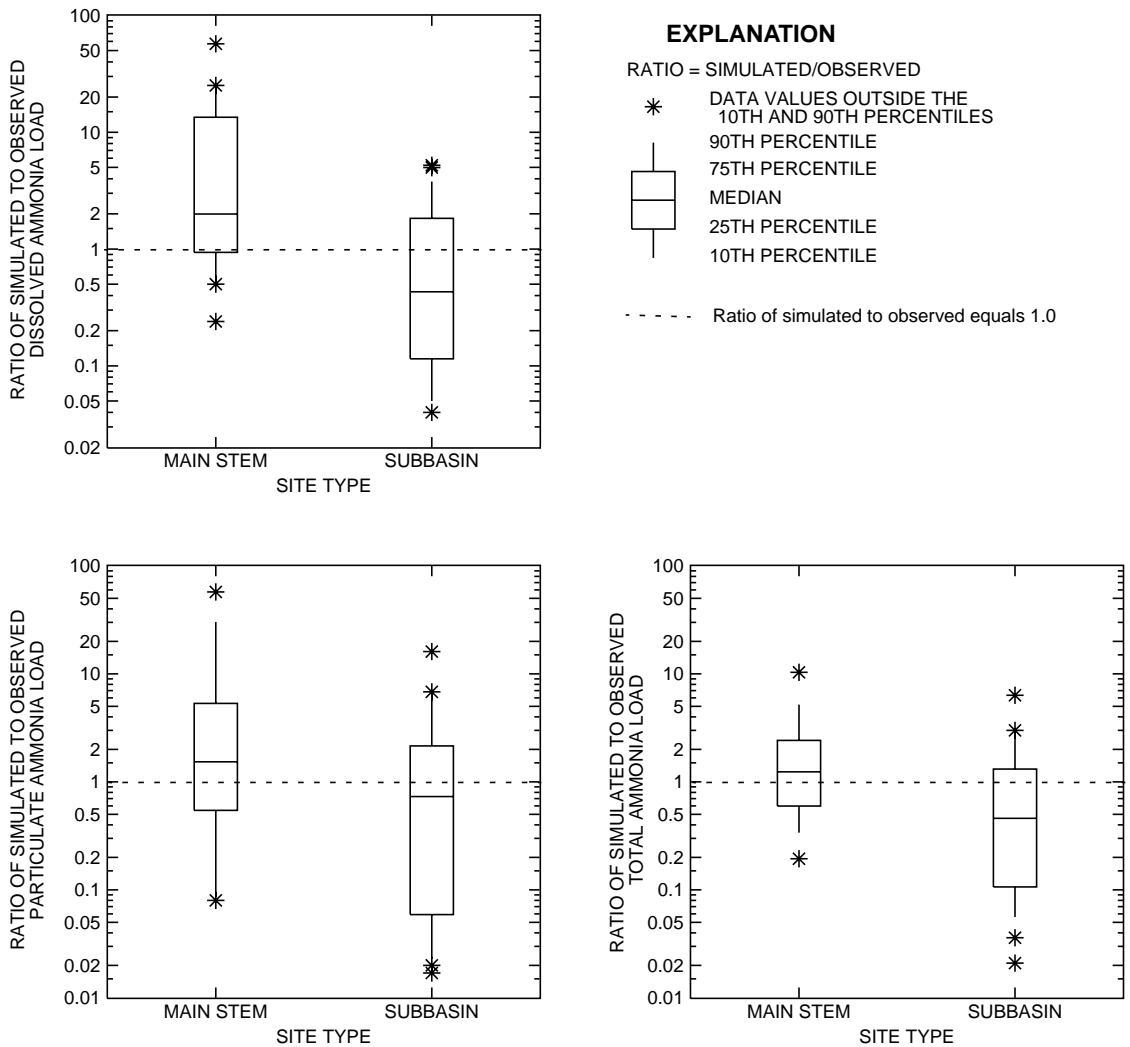 RATIO OF SIMULATED TO OBSERVED
DISSOLVED AMMONIA LOAD
100
50
20
10
5
2
1
0.5
0.2
0.1
0.05
0.02
MAIN STEM SUBBASIN
SITE TYPE
EXPLANATION
RATIO = SIMULATED/OBSERVED
DATA VALUES OUTSIDE THE
10TH AND 90TH PERCENTILES
90TH PERCENTILE
75TH PERCENTILE
MEDIAN
25TH PERCENTILE
10TH PERCENTILE
Ratio of simulated to observed equals 1.0
RATIO OF SIMULATED TO OBSERVED
PARTICULATE AMMONIA LOAD
100
50
20
10
5
2
1
0.5
0.2
0.1
0.05
0.02
0.01
MAIN STEM SUBBASIN
SITE TYPE
RATIO OF SIMULATED TO OBSERVED
TOTAL AMMONIA LOAD
100
50
20
10
5
2
1
0.5
0.2
0.1
0.05
0.02
0.01
MAIN STEM SUBBASIN
SITE TYPE